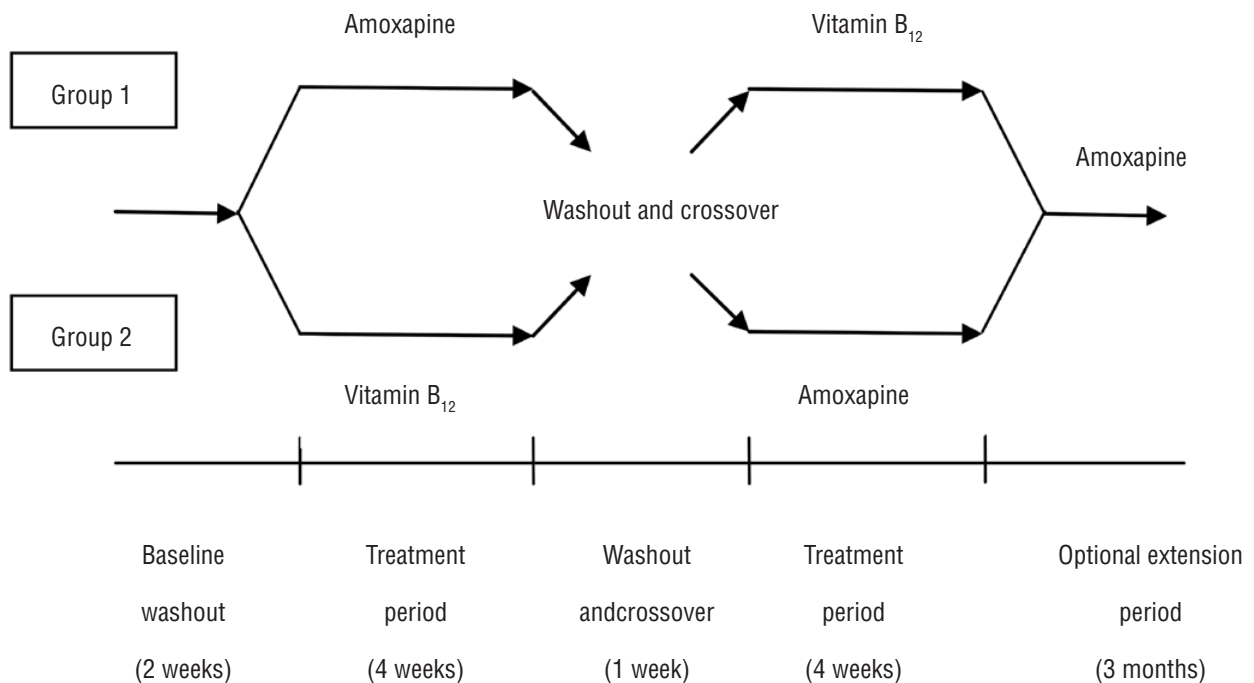 Amoxapine
Vitamin B12
Group 1
Amoxapine
Washout and crossover
Group 2
Vitamin B12
Amoxapine
Baseline
washout
(2 weeks)
Treatment
period
(4 weeks)
Washout
andcrossover
(1 week)
Treatment
period
(4 weeks)
Optional extension
period
(3 months)